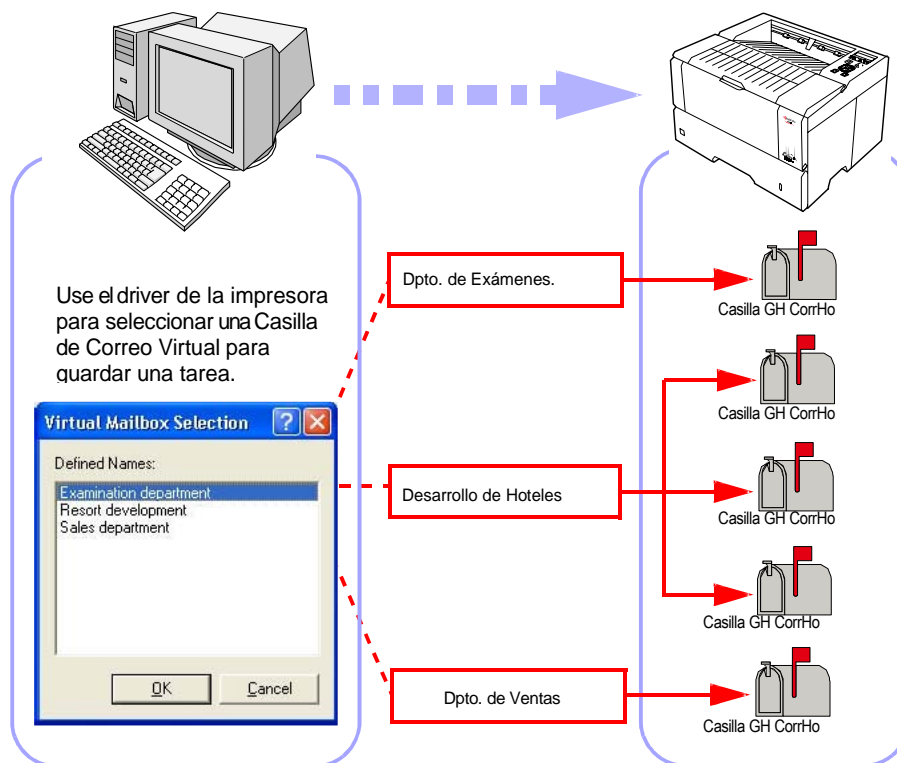 Use el driver de la impresora
para seleccionar una Casilla
de Correo Virtual para
guardar una tarea.
Virtual Mailbox Selection
Defined Names:
Examination department
Resort development
Sales department
OK
Cancel
Dpto. de Exámenes.
Desarrollo de Hoteles
Dpto. de Ventas
Casilla GH CorrHo
Casilla GH CorrHo
Casilla GH CorrHo
Casilla GH CorrHo
Casilla GH CorrHo